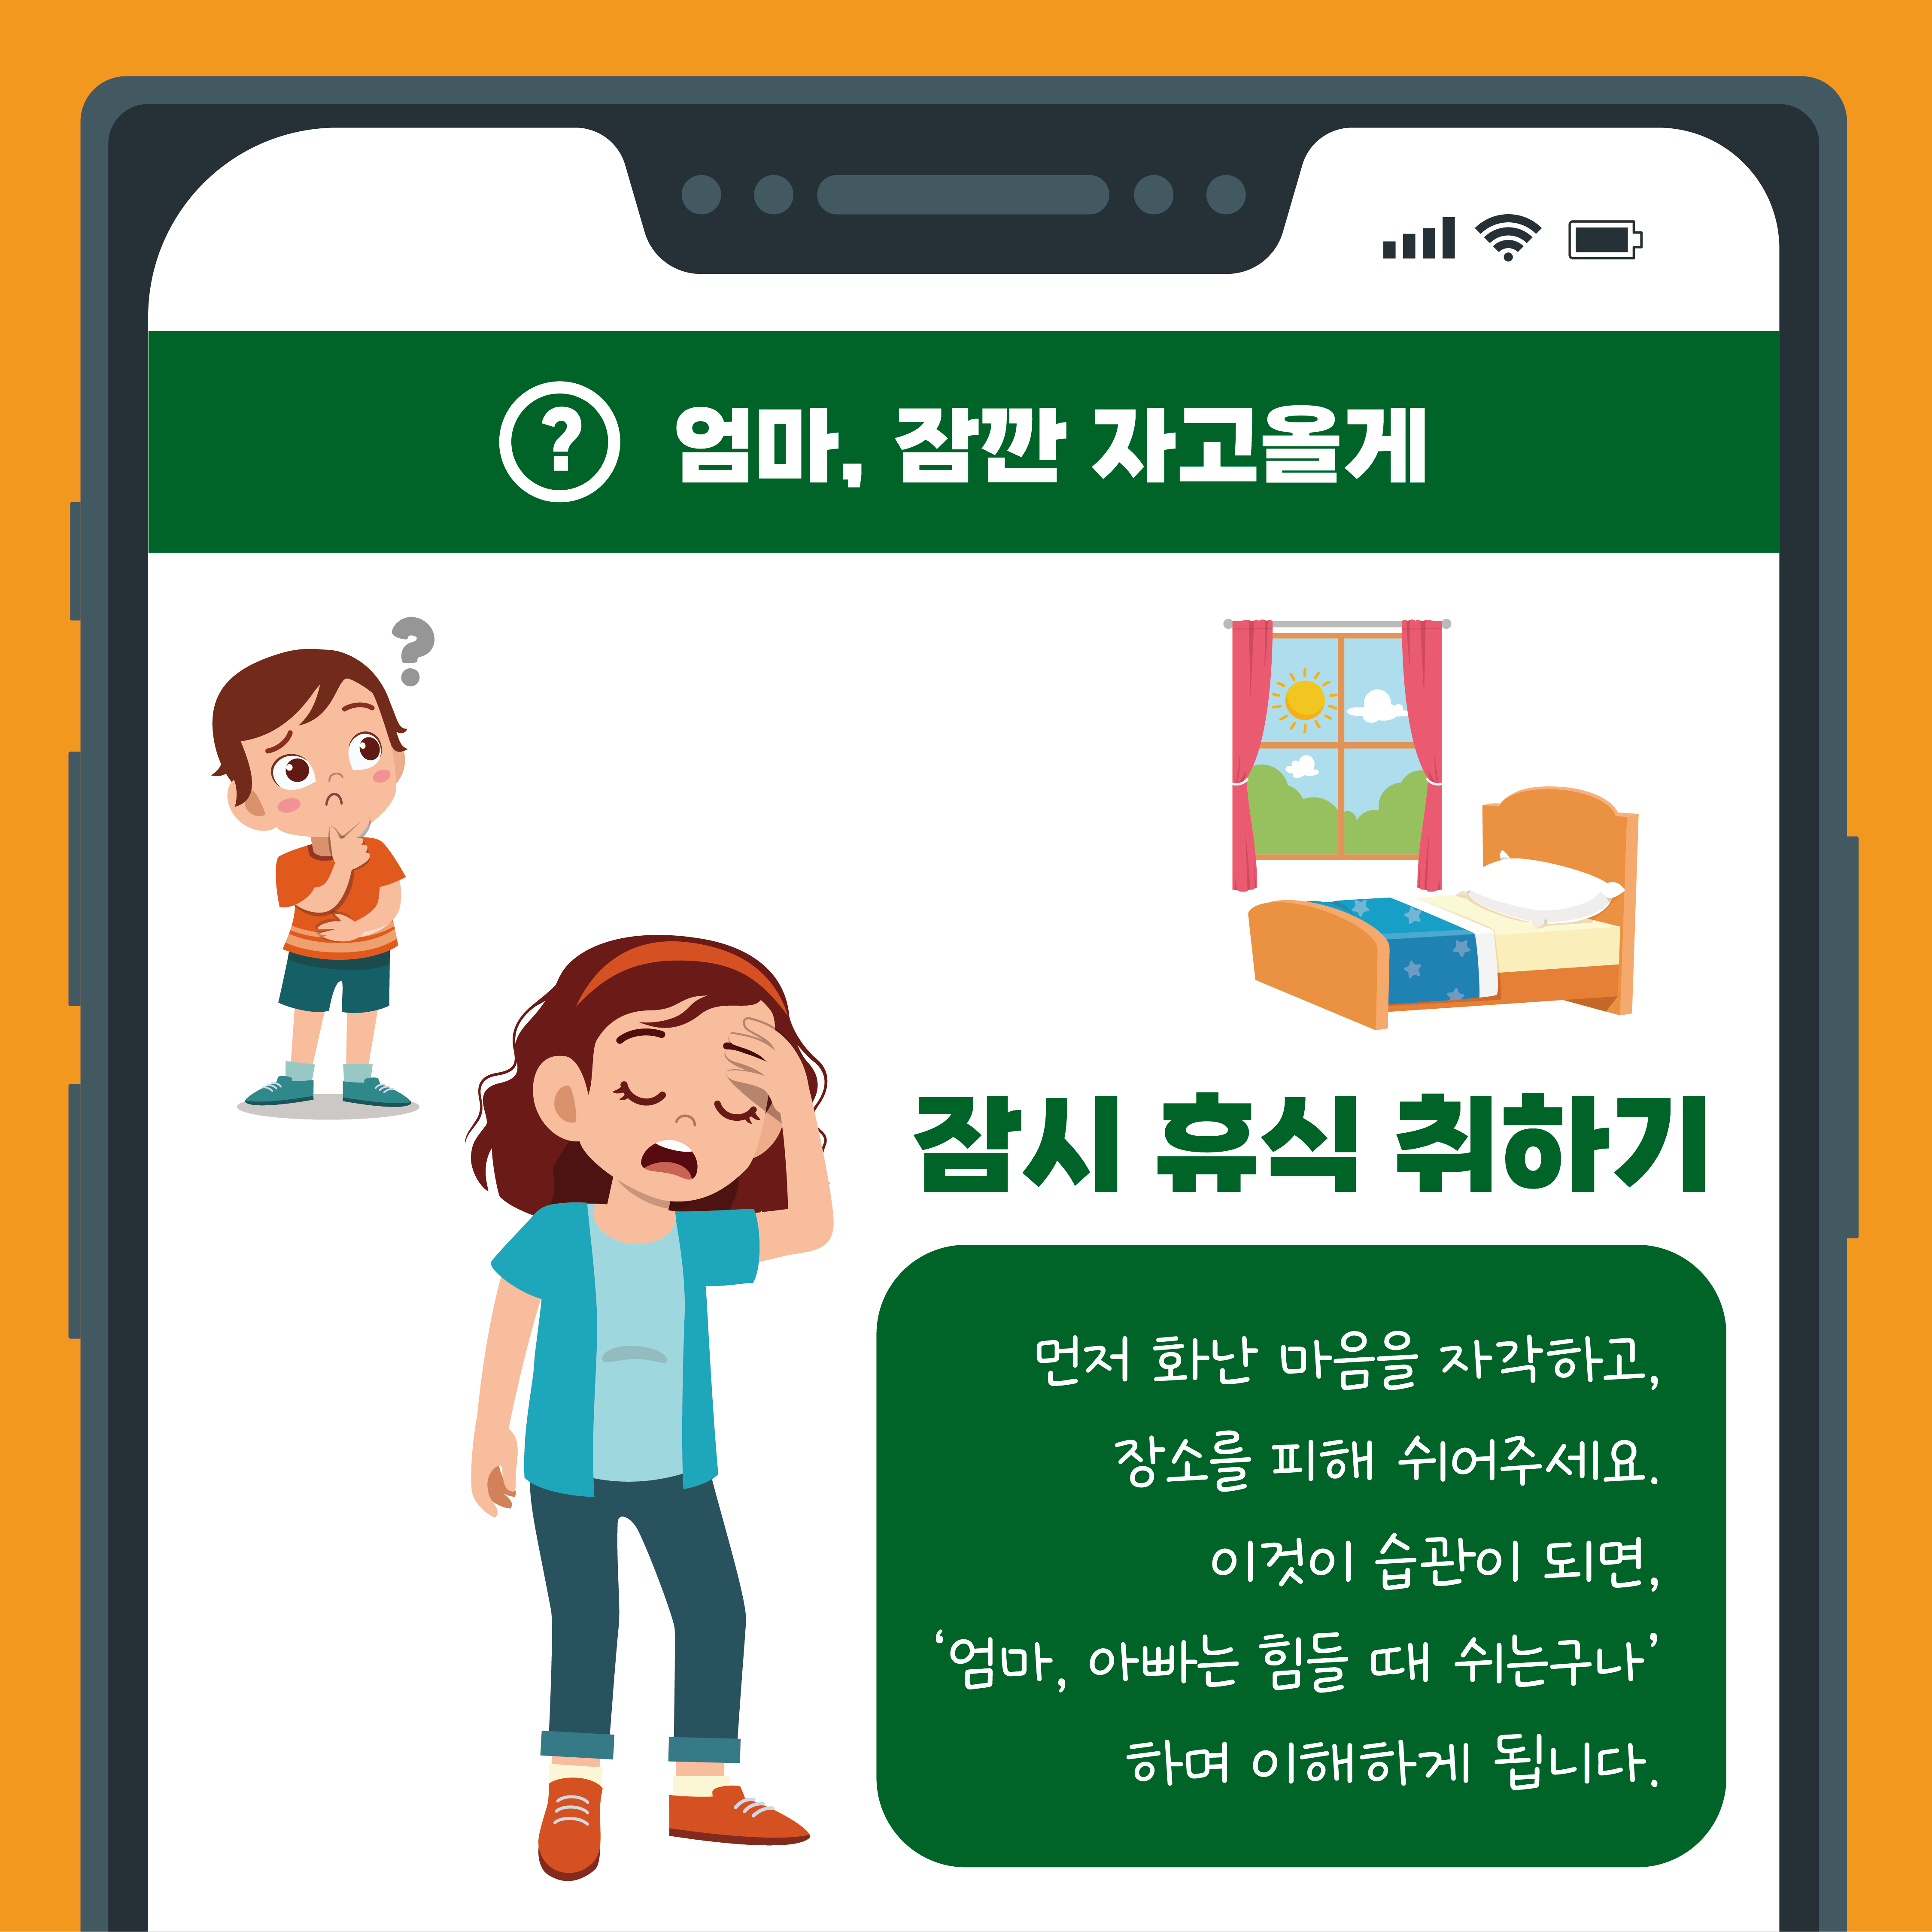 ? 엄마, 잠깐 자고올게
?
잠시 휴식 취하기
먼저 화난 마음을 자각하고,
장소를 피해 쉬어주세요.
이것이 습관이 되면,
‘엄마, 아빠는 힘들 때 쉬는구나’
하며 이해하게 됩니다.